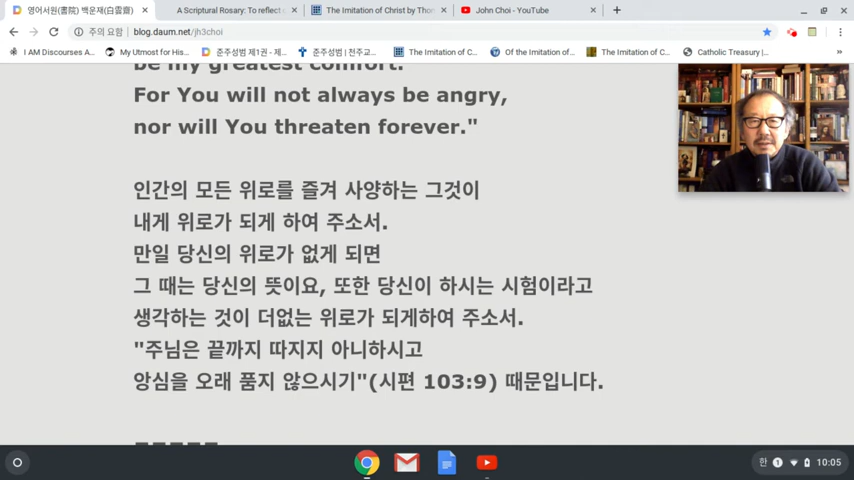 영어서원(書院) 백운재(白雲齋)
A Scriptural Rosary: To reflect
The Imitation of Christ by Thom
John Choi - YouTube
주의 요함
blog.daum.net/jh3choi
I AM Discourses A...
My Utmost for His...
준주성범 제1권 - 제...
준주성범 | 천주교...
The Imitation of C...
Of the Imitation of...
The Imitation of C...
Catholic Treasury |...
be my greatest comfort.
For You will not always be angry,
nor will You threaten forever."
인간의 모든 위로를 즐겨 사양하는 그것이
내게 위로가 되게 하여 주소서.
만일 당신의 위로가 없게 되면
그 때는 당신의 뜻이요, 또한 당신이 하시는 시험이라고
생각하는 것이 더없는 위로가 되게하여 주소서.
"주님은 끝까지 따지지 아니하시고
앙심을 오래 품지 않으시기"(시편 103:9) 때문입니다.
한
1
10:05